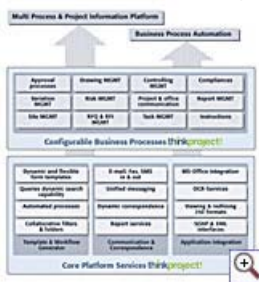 Multi Process & Project Information Platform
Business Process Automation
Approval processes
Drawing MGMT
Controlling MGMT
Compliances
Variation MGMT
Risk MGMT
Project & office communication
Report MGMT
Site MGMT
RFQ & RFI MGMT
Task MGMT
Instructions
Configurable Business Processes thinkproject!
Dynamic and flexible form templates
E-mail, Fax, SMS in & out
MS Office Integration
Queries dynamic search capability
Unified messaging
OCR Services
Automated processes
Dynamic correspondence
Viewing & redlining
Collaborative filters & folders
Report services
SOAP & XML interfaces
Template & Workflow Generator
Communication & Correspondence
Application Integration
Core Platform Services thinkproject!